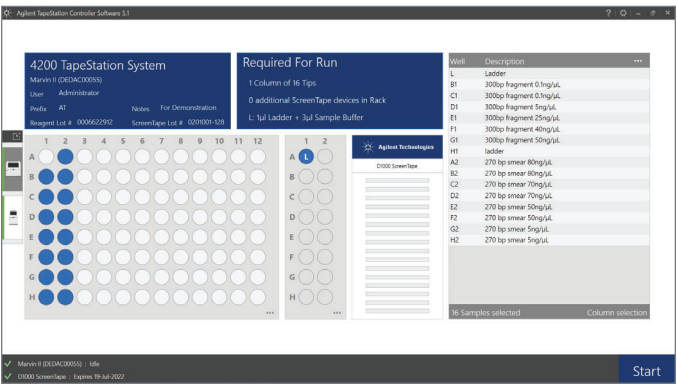 Agilent TapeStation Controller Software 5.1
4200 TapeStation System
Marvin II (DEDAC00055)
User Administrator
Prefix AT Notes For Demonstration
Reagent Lot # 0006622912 ScreenTape Lot # 0201001-128
Required For Run
1 Column of 16 Tips
0 additional ScreenTape devices in Rack
L: 1µl Ladder + 3µl Sample Buffer
1 2 3 4 5 6 7 8 9 10 11 12
A
B
C
D
E
F
G
H
1 2
A L
B
C
D
E
F
G
H
Agilent Technologies
D1000 ScreenTape
Well Description
L Ladder
B1 300bp fragment 0.1ng/µL
C1 300bp fragment 0.1ng/µL
D1 300bp fragment 5ng/µL
E1 300bp fragment 25ng/µL
F1 300bp fragment 40ng/µL
G1 300bp fragment 50ng/µL
H1 ladder
A2 270 bp smear 80ng/µL
B2 270 bp smear 80ng/µL
C2 270 bp smear 70ng/µL
D2 270 bp smear 70ng/µL
E2 270 bp smear 50ng/µL
F2 270 bp smear 50ng/µL
G2 270 bp smear 5ng/µL
H2 270 bp smear 5ng/µL
16 Samples selected Column selection
Marvin II (DEDAC00055) : Idle
D1000 ScreenTape : Expires 19-Jul-2022
Start